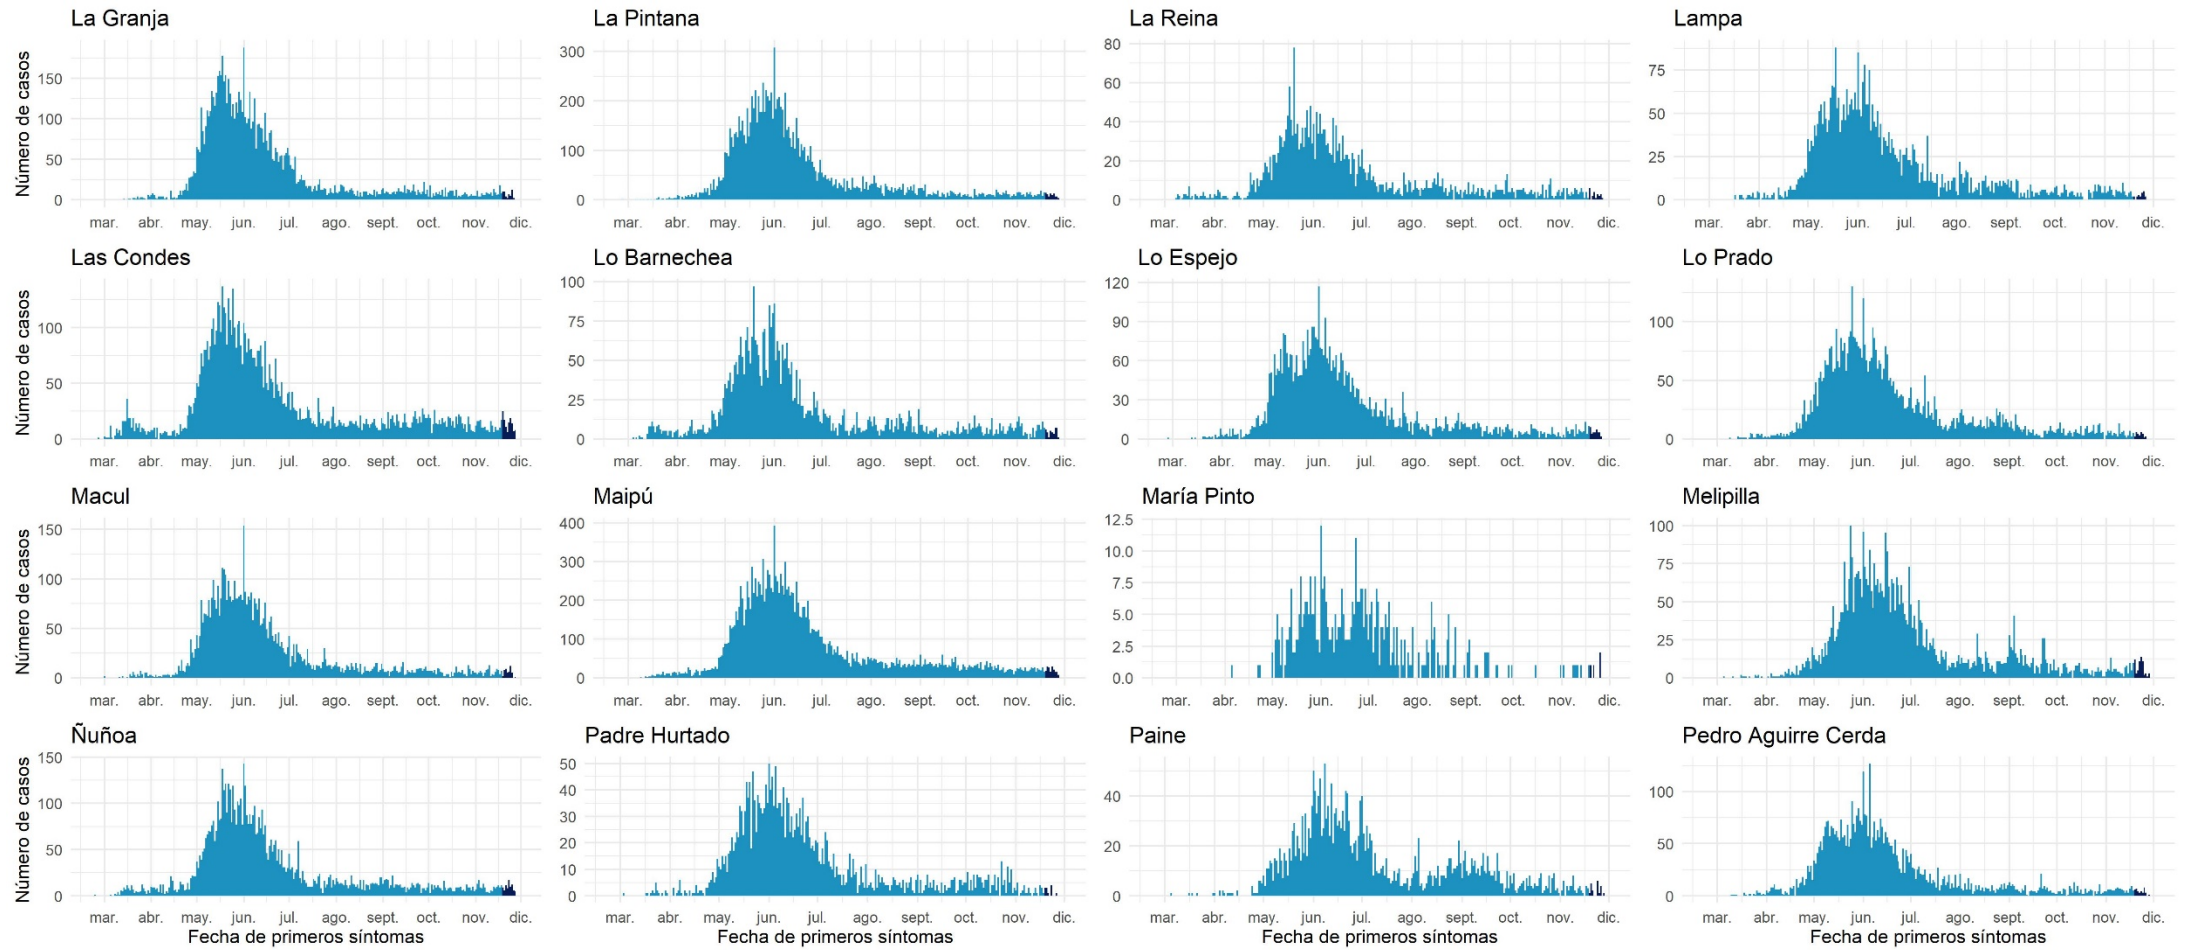 La Granja
La Pintana
La Reina
Lampa
Número de casos
150
100
50
0
300
200
100
0
80
60
40
20
0
75
50
25
0
mar. abr. may. jun. jul. ago. sept. oct. nov. dic.
mar. abr. may. jun. jul. ago. sept. oct. nov. dic.
mar. abr. may. jun. jul. ago. sept. oct. nov. dic.
mar. abr. may. jun. jul. ago. sept. oct. nov. dic.
Las Condes
Lo Barnechea
Lo Espejo
Lo Prado
Número de casos
100
50
0
100
75
50
25
0
120
90
60
30
0
100
50
0
mar. abr. may. jun. jul. ago. sept. oct. nov. dic.
mar. abr. may. jun. jul. ago. sept. oct. nov. dic.
mar. abr. may. jun. jul. ago. sept. oct. nov. dic.
mar. abr. may. jun. jul. ago. sept. oct. nov. dic.
Macul
Maipú
María Pinto
Melipilla
Número de casos
150
100
50
0
400
300
200
100
0
12.5
10.0
7.5
5.0
2.5
0.0
100
75
50
25
0
mar. abr. may. jun. jul. ago. sept. oct. nov. dic.
mar. abr. may. jun. jul. ago. sept. oct. nov. dic.
mar. abr. may. jun. jul. ago. sept. oct. nov. dic.
mar. abr. may. jun. jul. ago. sept. oct. nov. dic.
Ñuñoa
Padre Hurtado
Paine
Pedro Aguirre Cerda
Número de casos
150
100
50
0
50
40
30
20
10
0
40
20
0
100
50
0
mar. abr. may. jun. jul. ago. sept. oct. nov. dic.
mar. abr. may. jun. jul. ago. sept. oct. nov. dic.
mar. abr. may. jun. jul. ago. sept. oct. nov. dic.
mar. abr. may. jun. jul. ago. sept. oct. nov. dic.
Fecha de primeros síntomas
Fecha de primeros síntomas
Fecha de primeros síntomas
Fecha de primeros síntomas